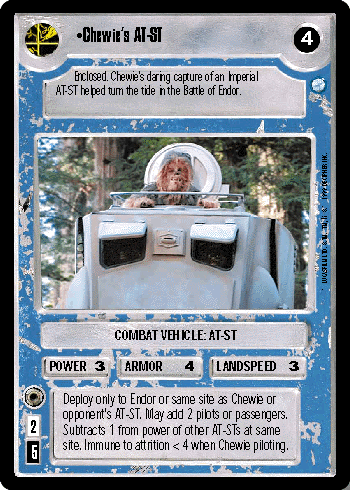 •Chewie's AT-ST
4
Enclosed. Chewie's daring capture of an Imperial
AT-ST helped turn the tide in the Battle of Endor.
COMBAT VEHICLE: AT-ST
POWER 3 ARMOR 4 LANDSPEED 3
Deploy only to Endor or same site as Chewie or
opponent's AT-ST. May add 2 pilots or passengers.
Subtracts 1 from power of other AT-STs at same
site. Immune to attrition < 4 when Chewie piloting.
2
5